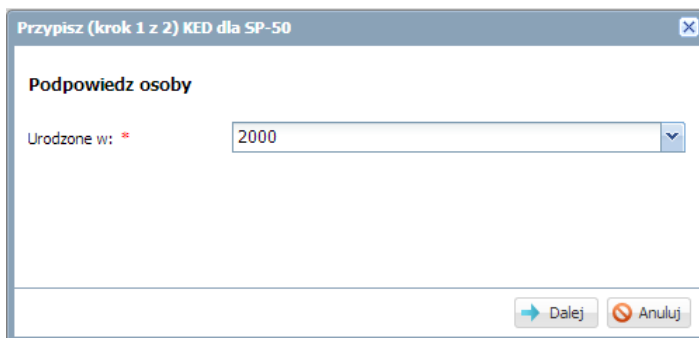 Przypisz (krok 1 z 2) KED dla SP-50
Podpowiedz osoby
Urodzone w: * 2000
Dalej Anuluj